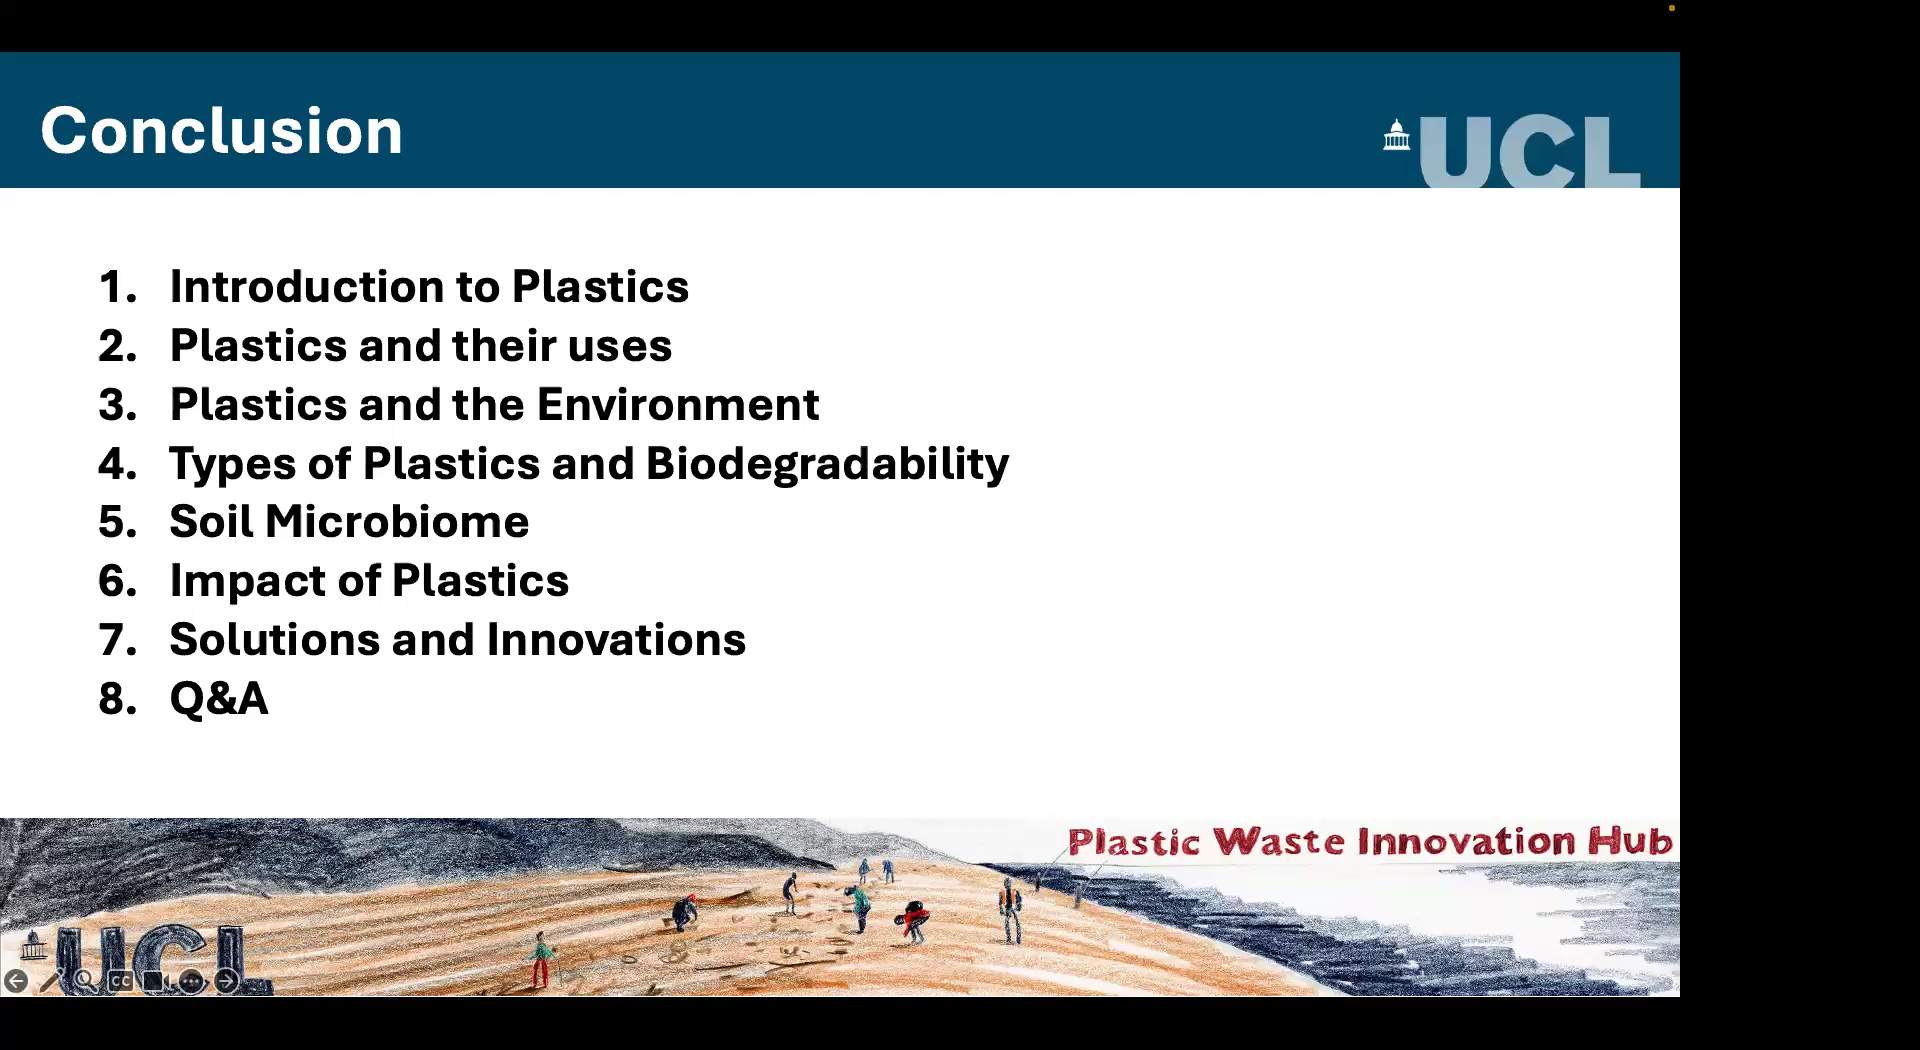 Conclusion
UCL
1. Introduction to Plastics
2. Plastics and their uses
3. Plastics and the Environment
4. Types of Plastics and Biodegradability
5. Soil Microbiome
6. Impact of Plastics
7. Solutions and Innovations
8. Q&A
Plastic Waste Innovation Hub
UCL
CC